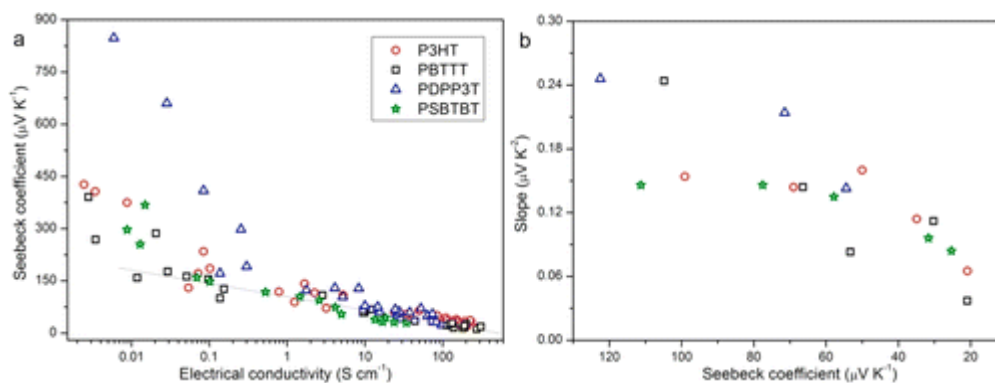 a
900
750
600
450
300
150
0
Seebeck coefficient (μV K⁻¹)
P3HT
PBTTT
PDPP3T
PSBTBT
0.01 0.1 1 10 100
Electrical conductivity (S cm⁻¹)
b
0.30
0.24
0.18
0.12
0.06
0.00
Slope (μV K⁻²)
120 100 80 60 40 20
Seebeck coefficient (μV K⁻¹)